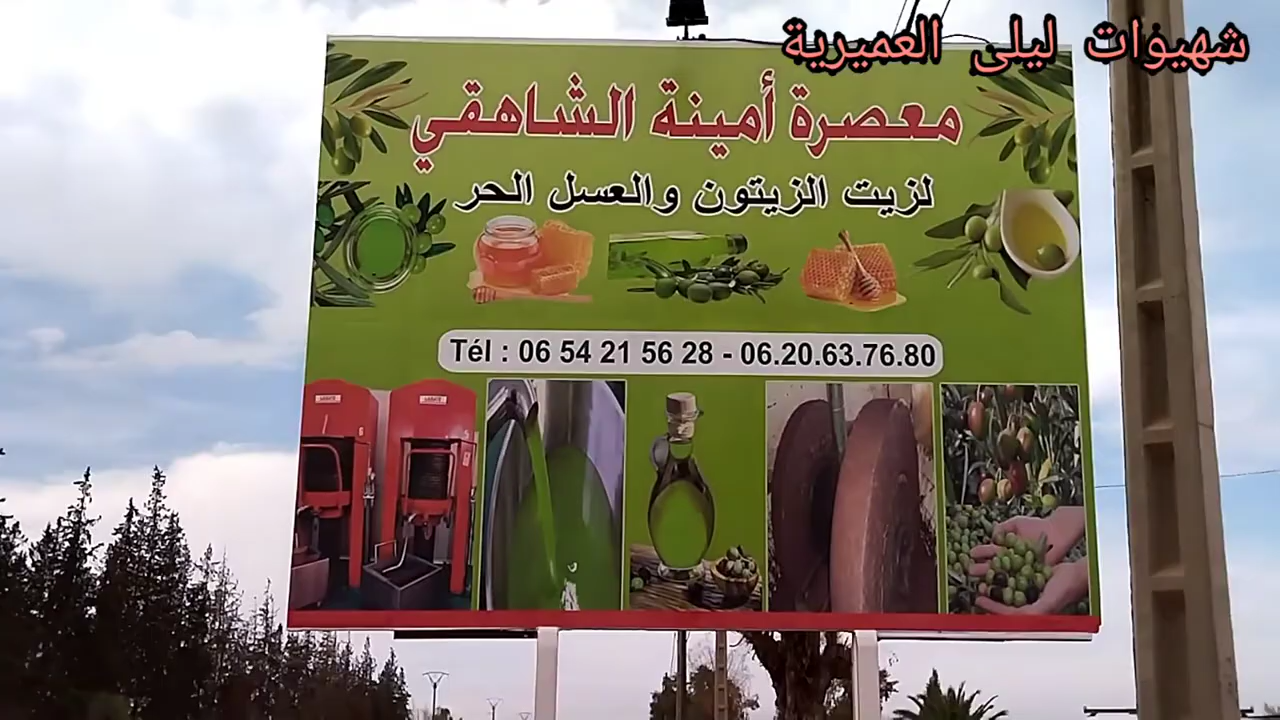 شهيوات ليلى العميرية
معصرة أمينة الشاهقي
لزيت الزيتون والعسل الحر
Tél : 06 54 21 56 28 - 06.20.63.76.80